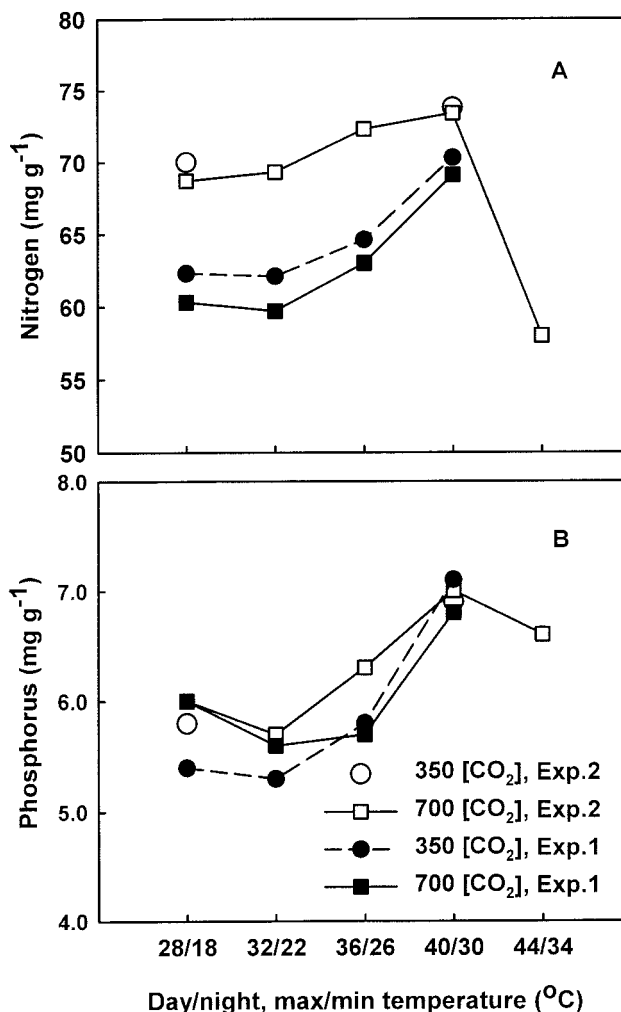 80
A
75
70
65
60
55
50
Nitrogen (mg g⁻¹)
8.0
B
7.0
6.0
5.0
4.0
Phosphorus (mg g⁻¹)
350 [CO₂], Exp.2
700 [CO₂], Exp.2
350 [CO₂], Exp.1
700 [CO₂], Exp.1
28/18 32/22 36/26 40/30 44/34
Day/night, max/min temperature (ºC)